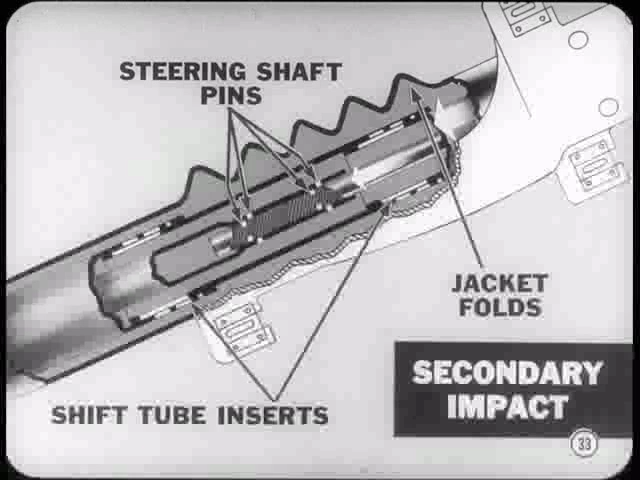 STEERING SHAFT
PINS
JACKET
FOLDS
SHIFT TUBE INSERTS
SECONDARY
IMPACT
33